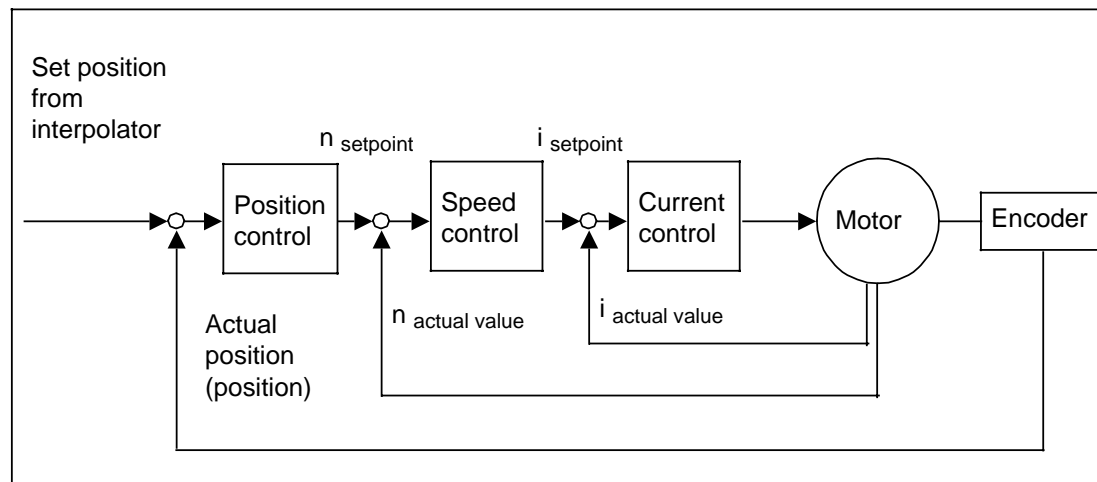 Set position
from
interpolator
n setpoint
i setpoint
Position
control
Speed
control
Current
control
Motor
Encoder
n actual value
i actual value
Actual
position
(position)